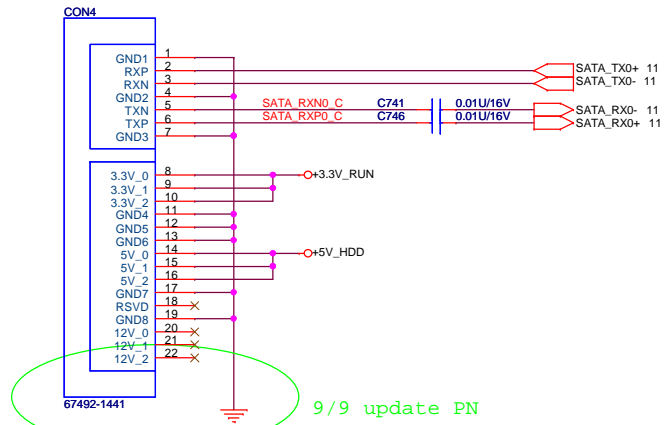 CON4
GND1 1
RXP 2 SATA_TX0+ 11
RXN 3 SATA_TX0- 11
GND2 4
TXN 5 SATA_RXN0_C C741 0.01U/16V SATA_RX0- 11
TXP 6 SATA_RXP0_C C746 0.01U/16V SATA_RX0+ 11
GND3 7
3.3V_0 8 +3.3V_RUN
3.3V_1 9
3.3V_2 10
GND4 11
GND5 12
GND6 13
5V_0 14 +5V_HDD
5V_1 15
5V_2 16
GND7 17
RSVD 18
GND8 19
12V_0 20
12V_1 21
12V_2 22
67492-1441
9/9 update PN